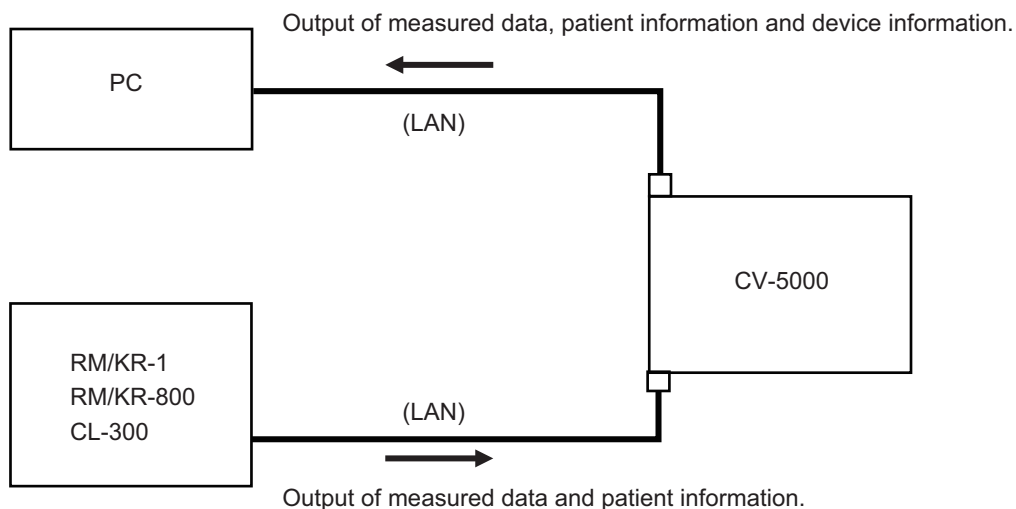 Output of measured data, patient information and device information.
PC
(LAN)
CV-5000
RM/KR-1
RM/KR-800
CL-300
(LAN)
Output of measured data and patient information.